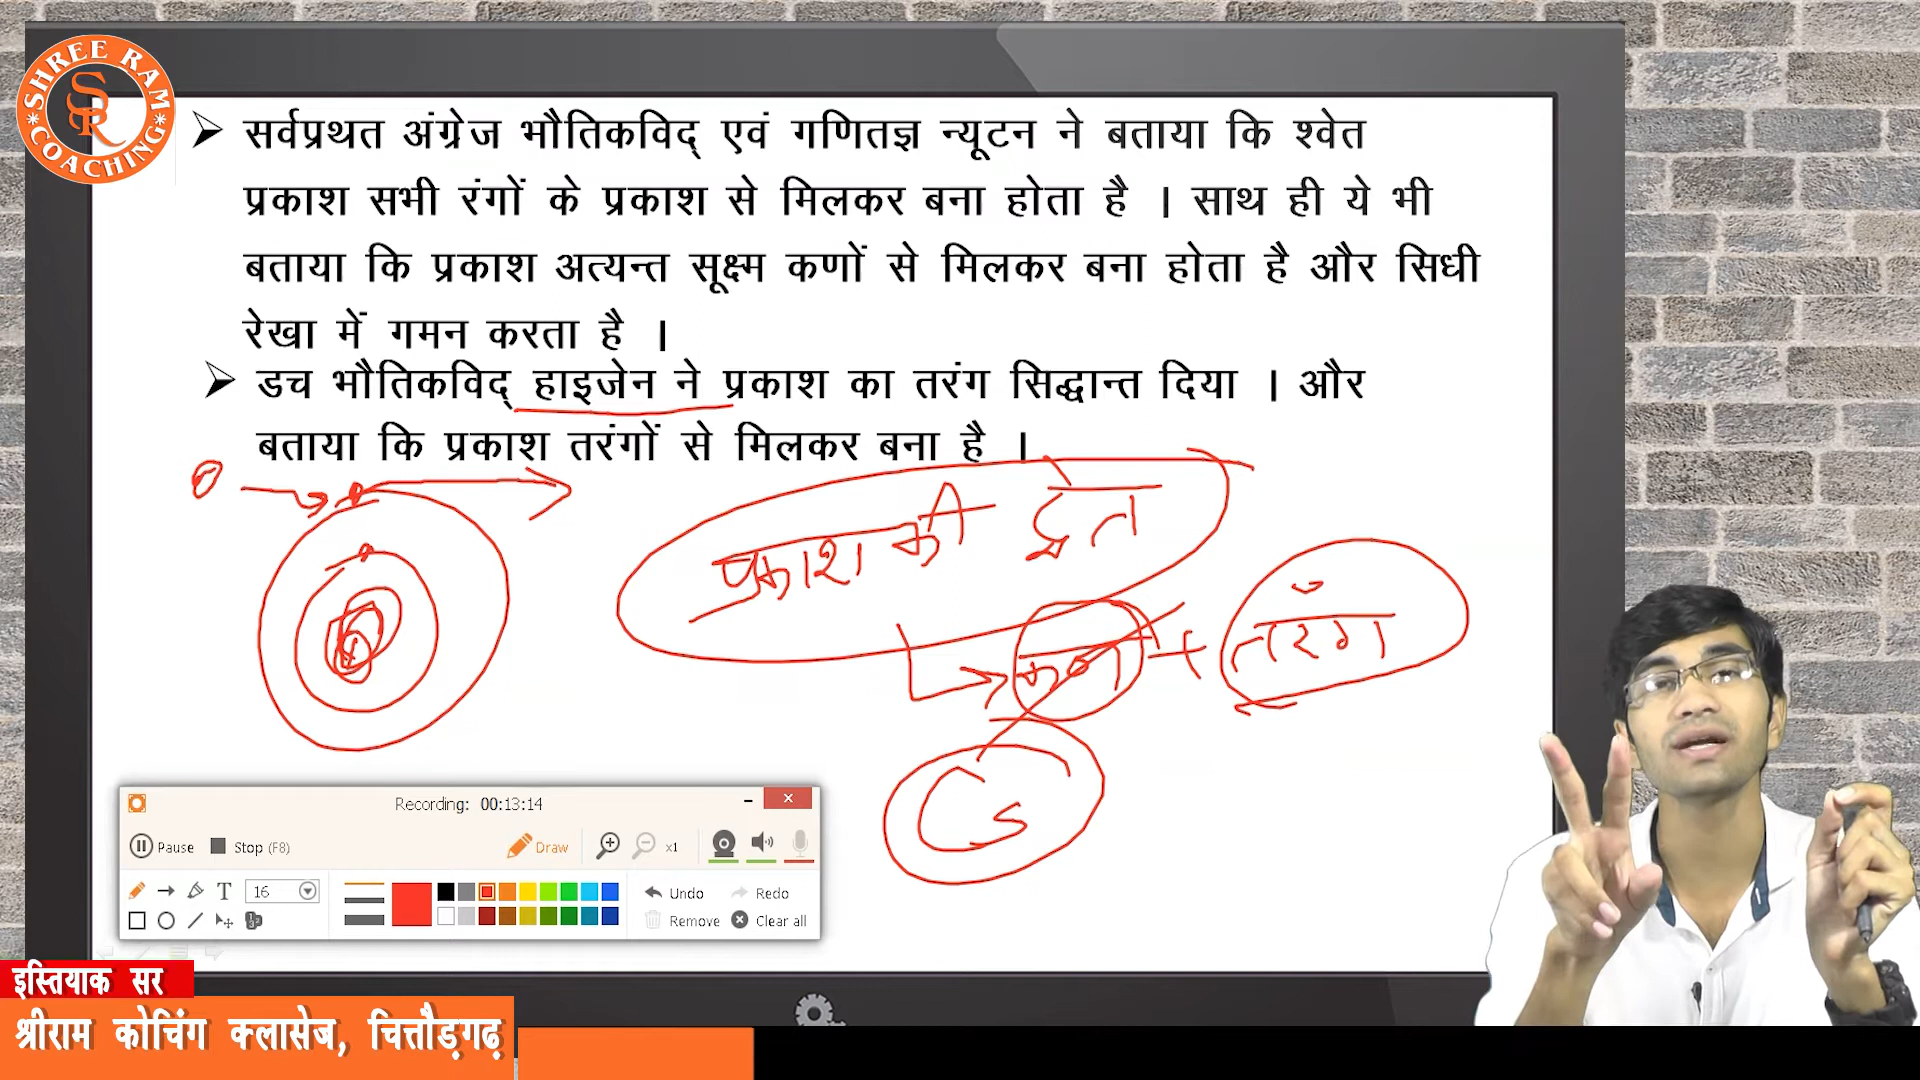 SHREE RAM COACHING
SR
सर्वप्रथत अंग्रेज भौतिकविद् एवं गणितज्ञ न्यूटन ने बताया कि श्वेत
प्रकाश सभी रंगों के प्रकाश से मिलकर बना होता है । साथ ही ये भी
बताया कि प्रकाश अत्यन्त सूक्ष्म कणों से मिलकर बना होता है और सिधी
रेखा में गमन करता है ।
डच भौतिकविद् हाइजेन ने प्रकाश का तरंग सिद्धान्त दिया । और
बताया कि प्रकाश तरंगों से मिलकर बना है ।
प्रकाश की द्वेत
कण + तरंग
S
Recording: 00:13:14
Pause Stop (F8) Draw x1
T 16 Undo Redo
Remove Clear all
इस्तियाक सर
श्रीराम कोचिंग क्लासेज, चित्तौड़गढ़